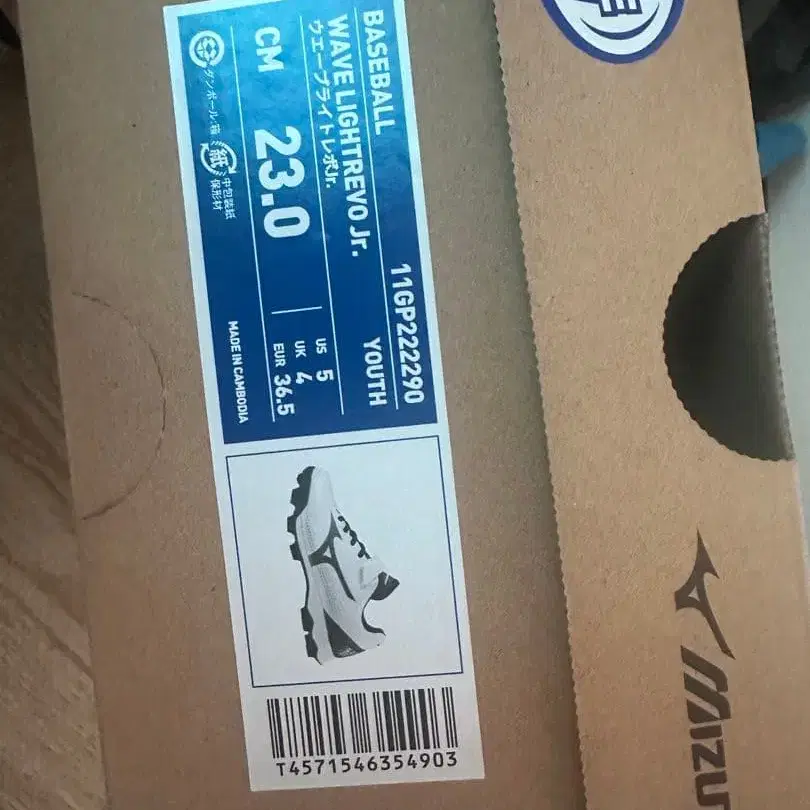 11GP222290
BASEBALL YOUTH
WAVE LIGHTREVO Jr.
ウエーブライトレボJr.
CM 23.0
US 5
UK 4
EUR 36.5
ダンボール:箱
紙
中包装紙
保形材
MADE IN CAMBODIA
T4571546354903
MIZU